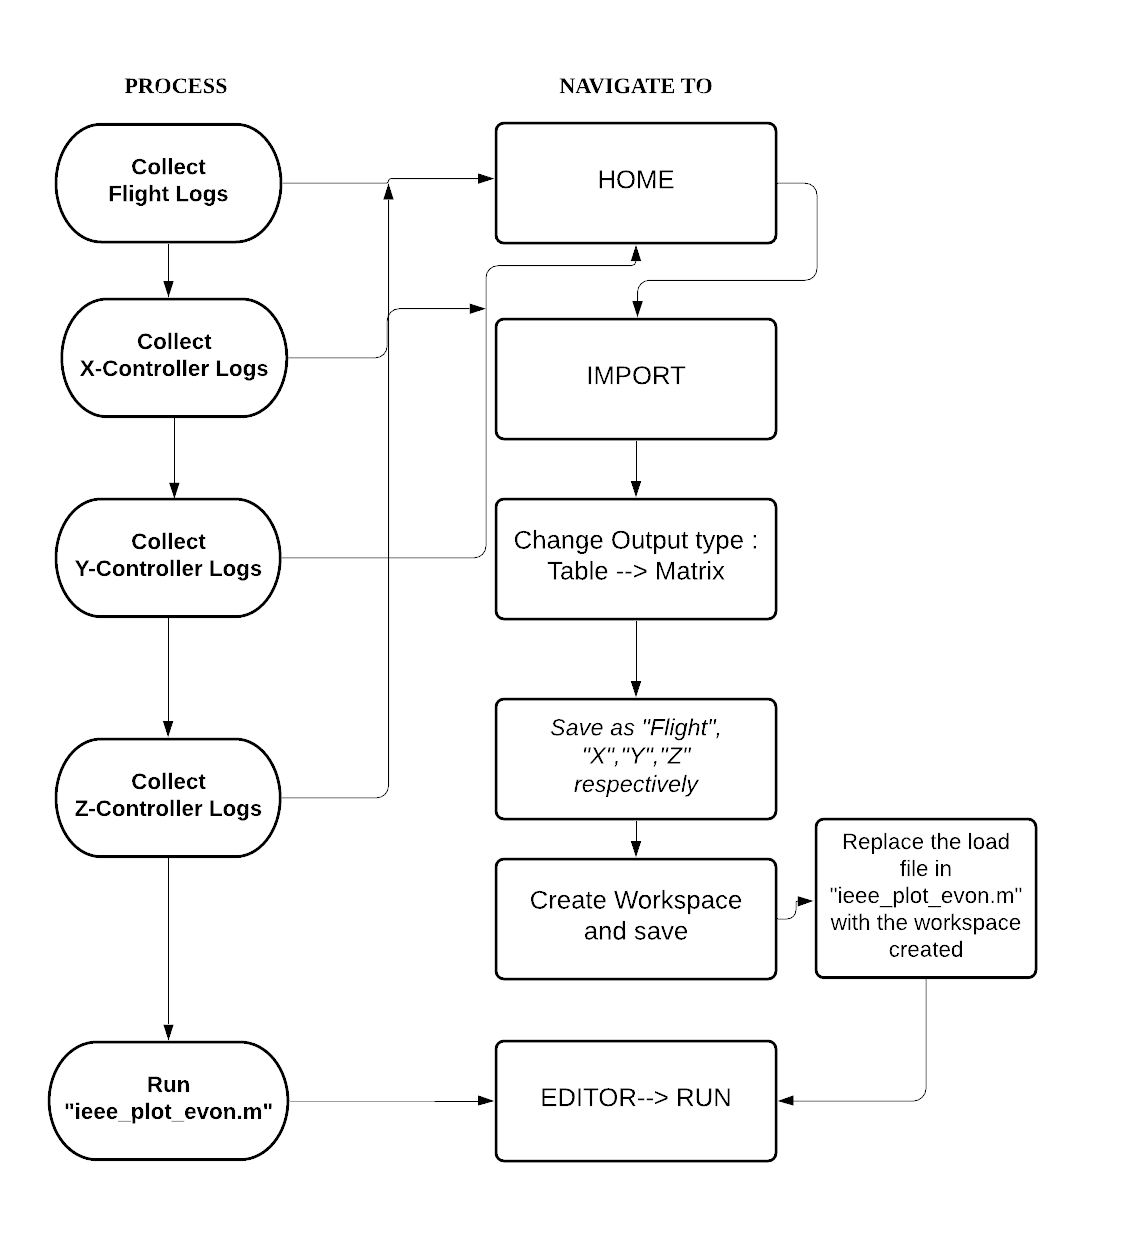 PROCESS
NAVIGATE TO
Collect
Flight Logs
HOME
Collect
X-Controller Logs
IMPORT
Collect
Y-Controller Logs
Change Output type :
Table --> Matrix
Collect
Z-Controller Logs
Save as "Flight",
"X","Y","Z"
respectively
Create Workspace
and save
Replace the load
file in
"ieee_plot_evon.m"
with the workspace
created
Run
"ieee_plot_evon.m"
EDITOR--> RUN